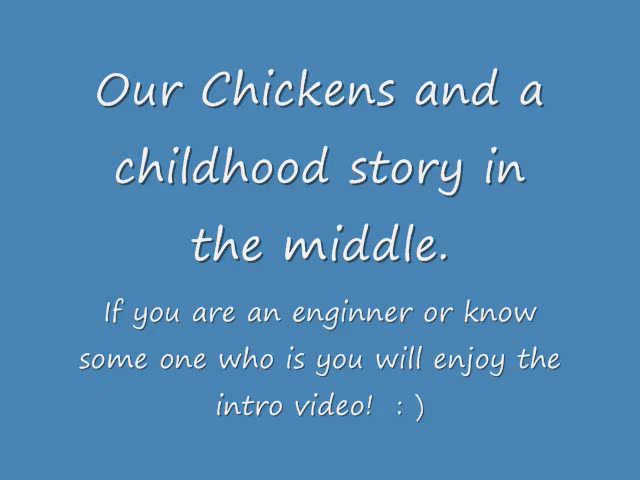 Our Chickens and a
childhood story in
the middle.
If you are an enginner or know
some one who is you will enjoy the
intro video!  : )